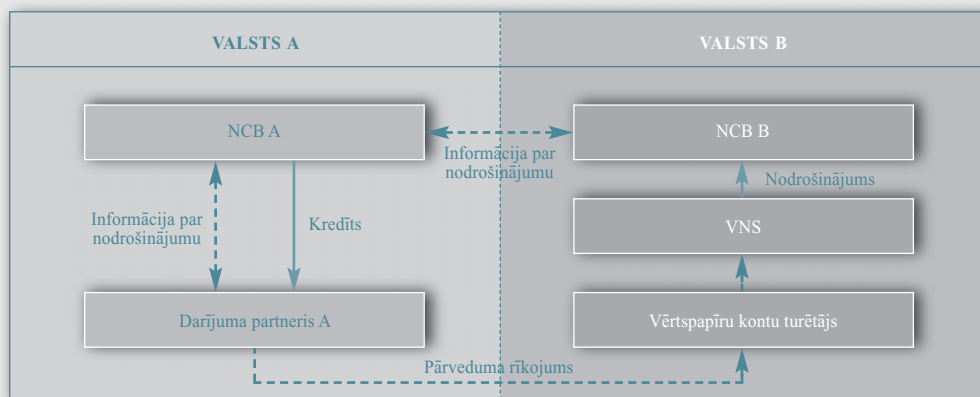 VALSTS A
VALSTS B
NCB A
NCB B
Informācija par
nodrošinājumu
Nodrošinājums
Informācija par
nodrošinājumu
Kredīts
VNS
Darījuma partneris A
Vērtspapīru kontu turētājs
Pārveduma rīkojums